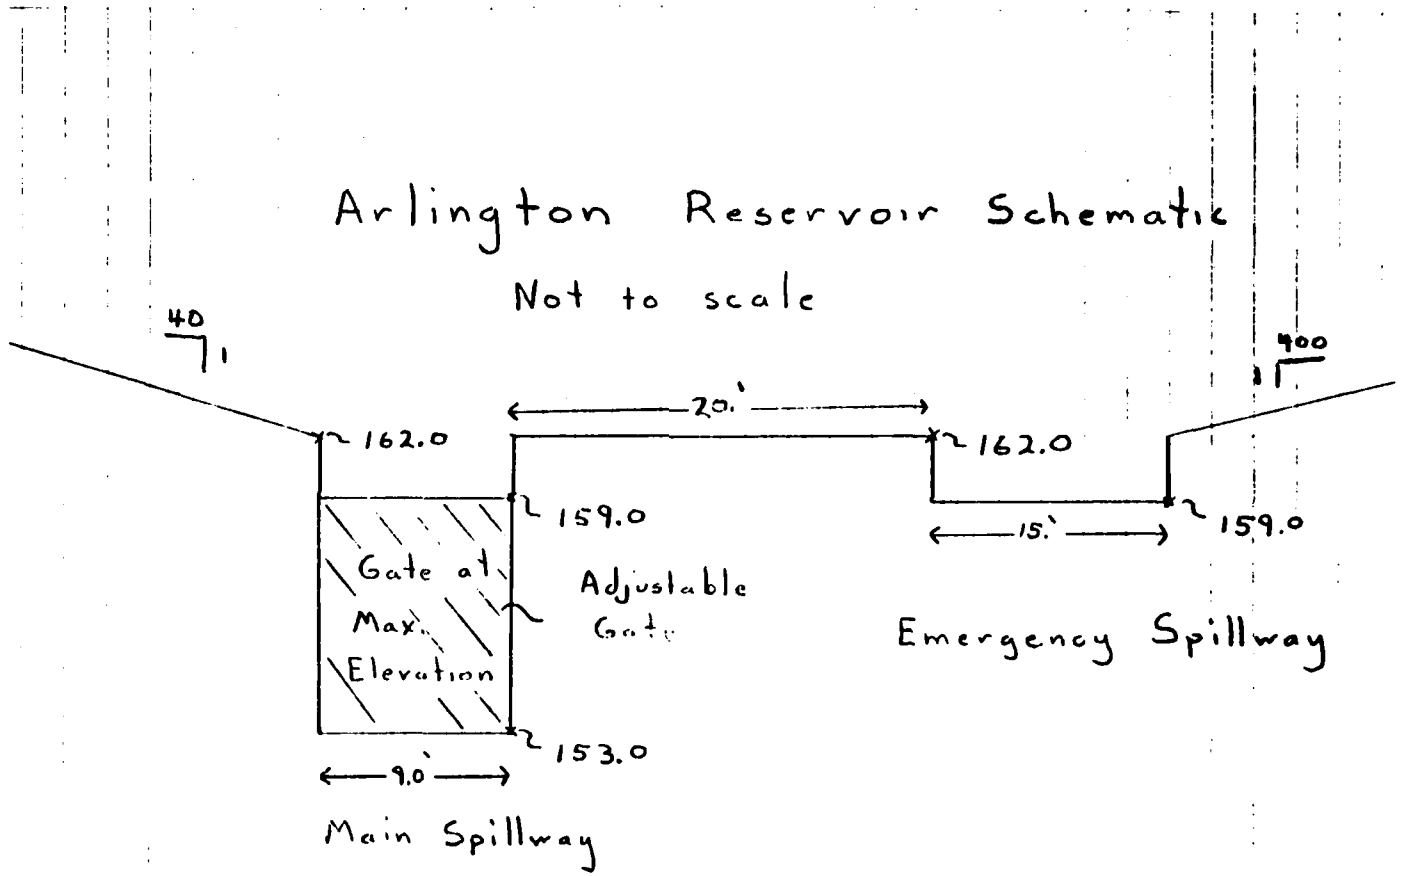 Arlington Reservoir Schematic
Not to scale
40
1
400
1
20.'
162.0
162.0
159.0
159.0
15.'
Gate at
Max.
Elevation
Adjustable
Gate
Emergency Spillway
153.0
9.0'
Main Spillway